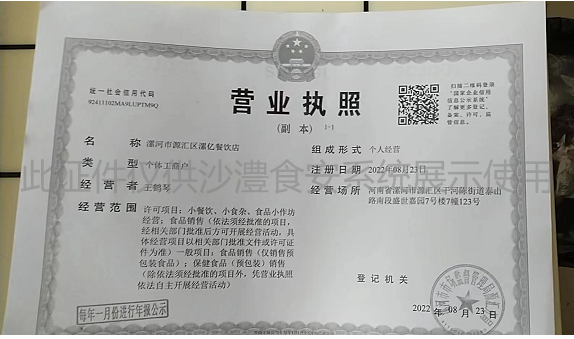 统一社会信用代码
92411102MA9LUPTM9Q
营业执照
(副 本) 1-1
扫描二维码登录
"国家企业信用
信息公示系统"
了解更多登记、
备案、许可、监
管信息。
名称 漯河市源汇区漯亿餐饮店
类型 个体工商户
经营者 王鹤琴
经营范围 许可项目：小餐饮、小食杂、食品小作坊
经营；食品销售（依法须经批准的项目，
经相关部门批准后方可开展经营活动，具
体经营项目以相关部门批准文件或许可证
件为准）一般项目：食品销售（仅销售预
包装食品）；保健食品（预包装）销售
（除依法须经批准的项目外，凭营业执照
依法自主开展经营活动）
组成形式 个人经营
注册日期 2022年08月23日
经营场所 河南省漯河市源汇区干河陈街道泰山
路南段盛世嘉园7号楼7幢123号
此证件仅供沙澧食安系统展示使用
登记机关
2022 年 08 月 23 日
每年一月份进行年报公示